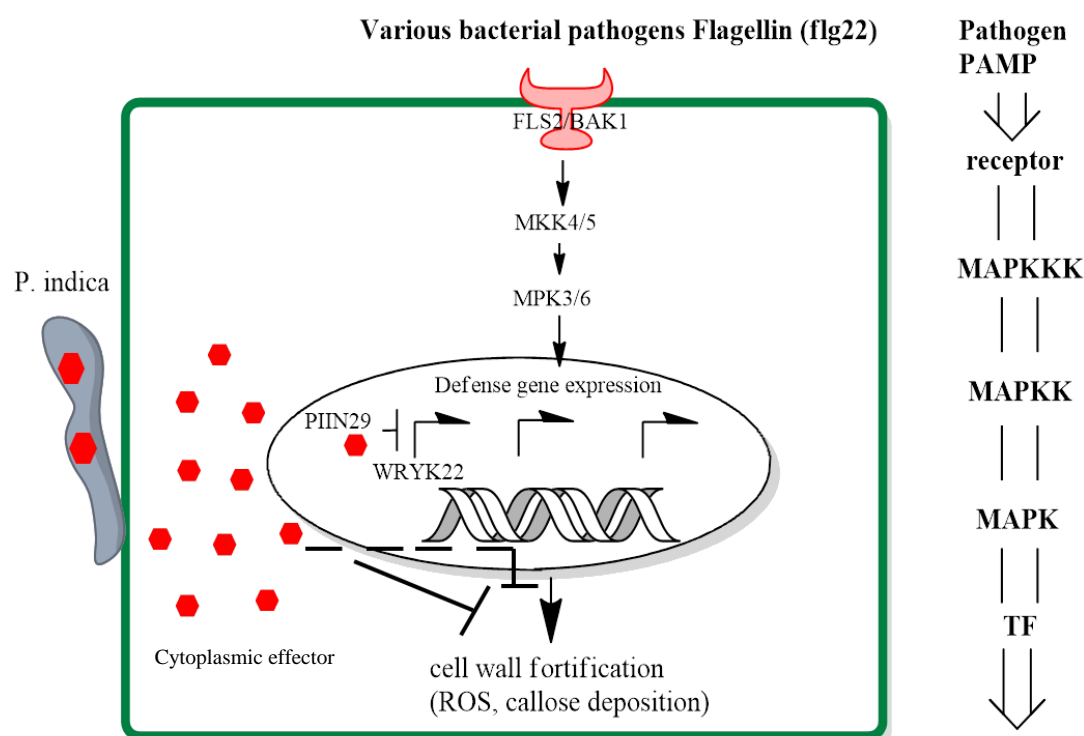 Various bacterial pathogens Flagellin (flg22)
Pathogen
PAMP
FLS2/BAK1
receptor
MKK4/5
MAPKKK
P. indica
MPK3/6
Defense gene expression
MAPKK
PIIN29
WRYK22
MAPK
TF
Cytoplasmic effector
cell wall fortification
(ROS, callose deposition)